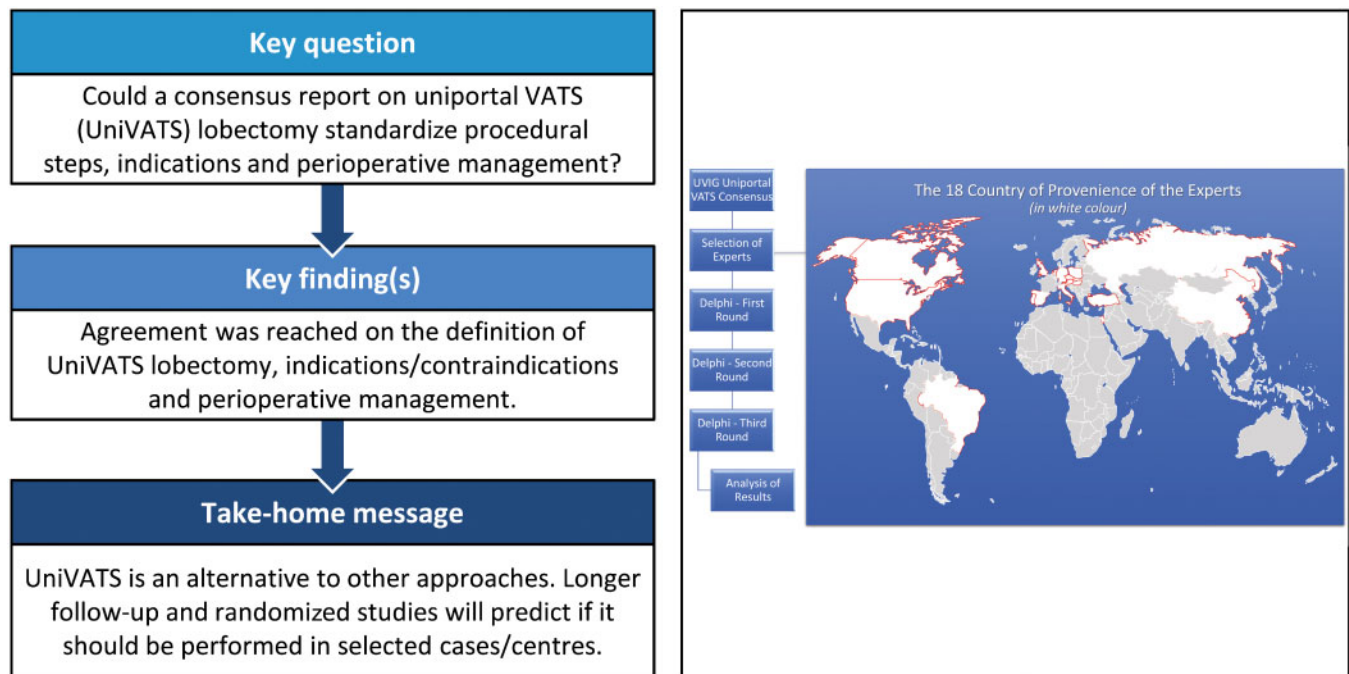 Key question
Could a consensus report on uniportal VATS
(UniVATS) lobectomy standardize procedural
steps, indications and perioperative management?
Key finding(s)
Agreement was reached on the definition of
UniVATS lobectomy, indications/contraindications
and perioperative management.
Take-home message
UniVATS is an alternative to other approaches. Longer
follow-up and randomized studies will predict if it
should be performed in selected cases/centres.
UVIG Uniportal
VATS Consensus
Selection of
Experts
Delphi - First
Round
Delphi - Second
Round
Delphi - Third
Round
Analysis of
Results
The 18 Country of Provenience of the Experts
(in white colour)